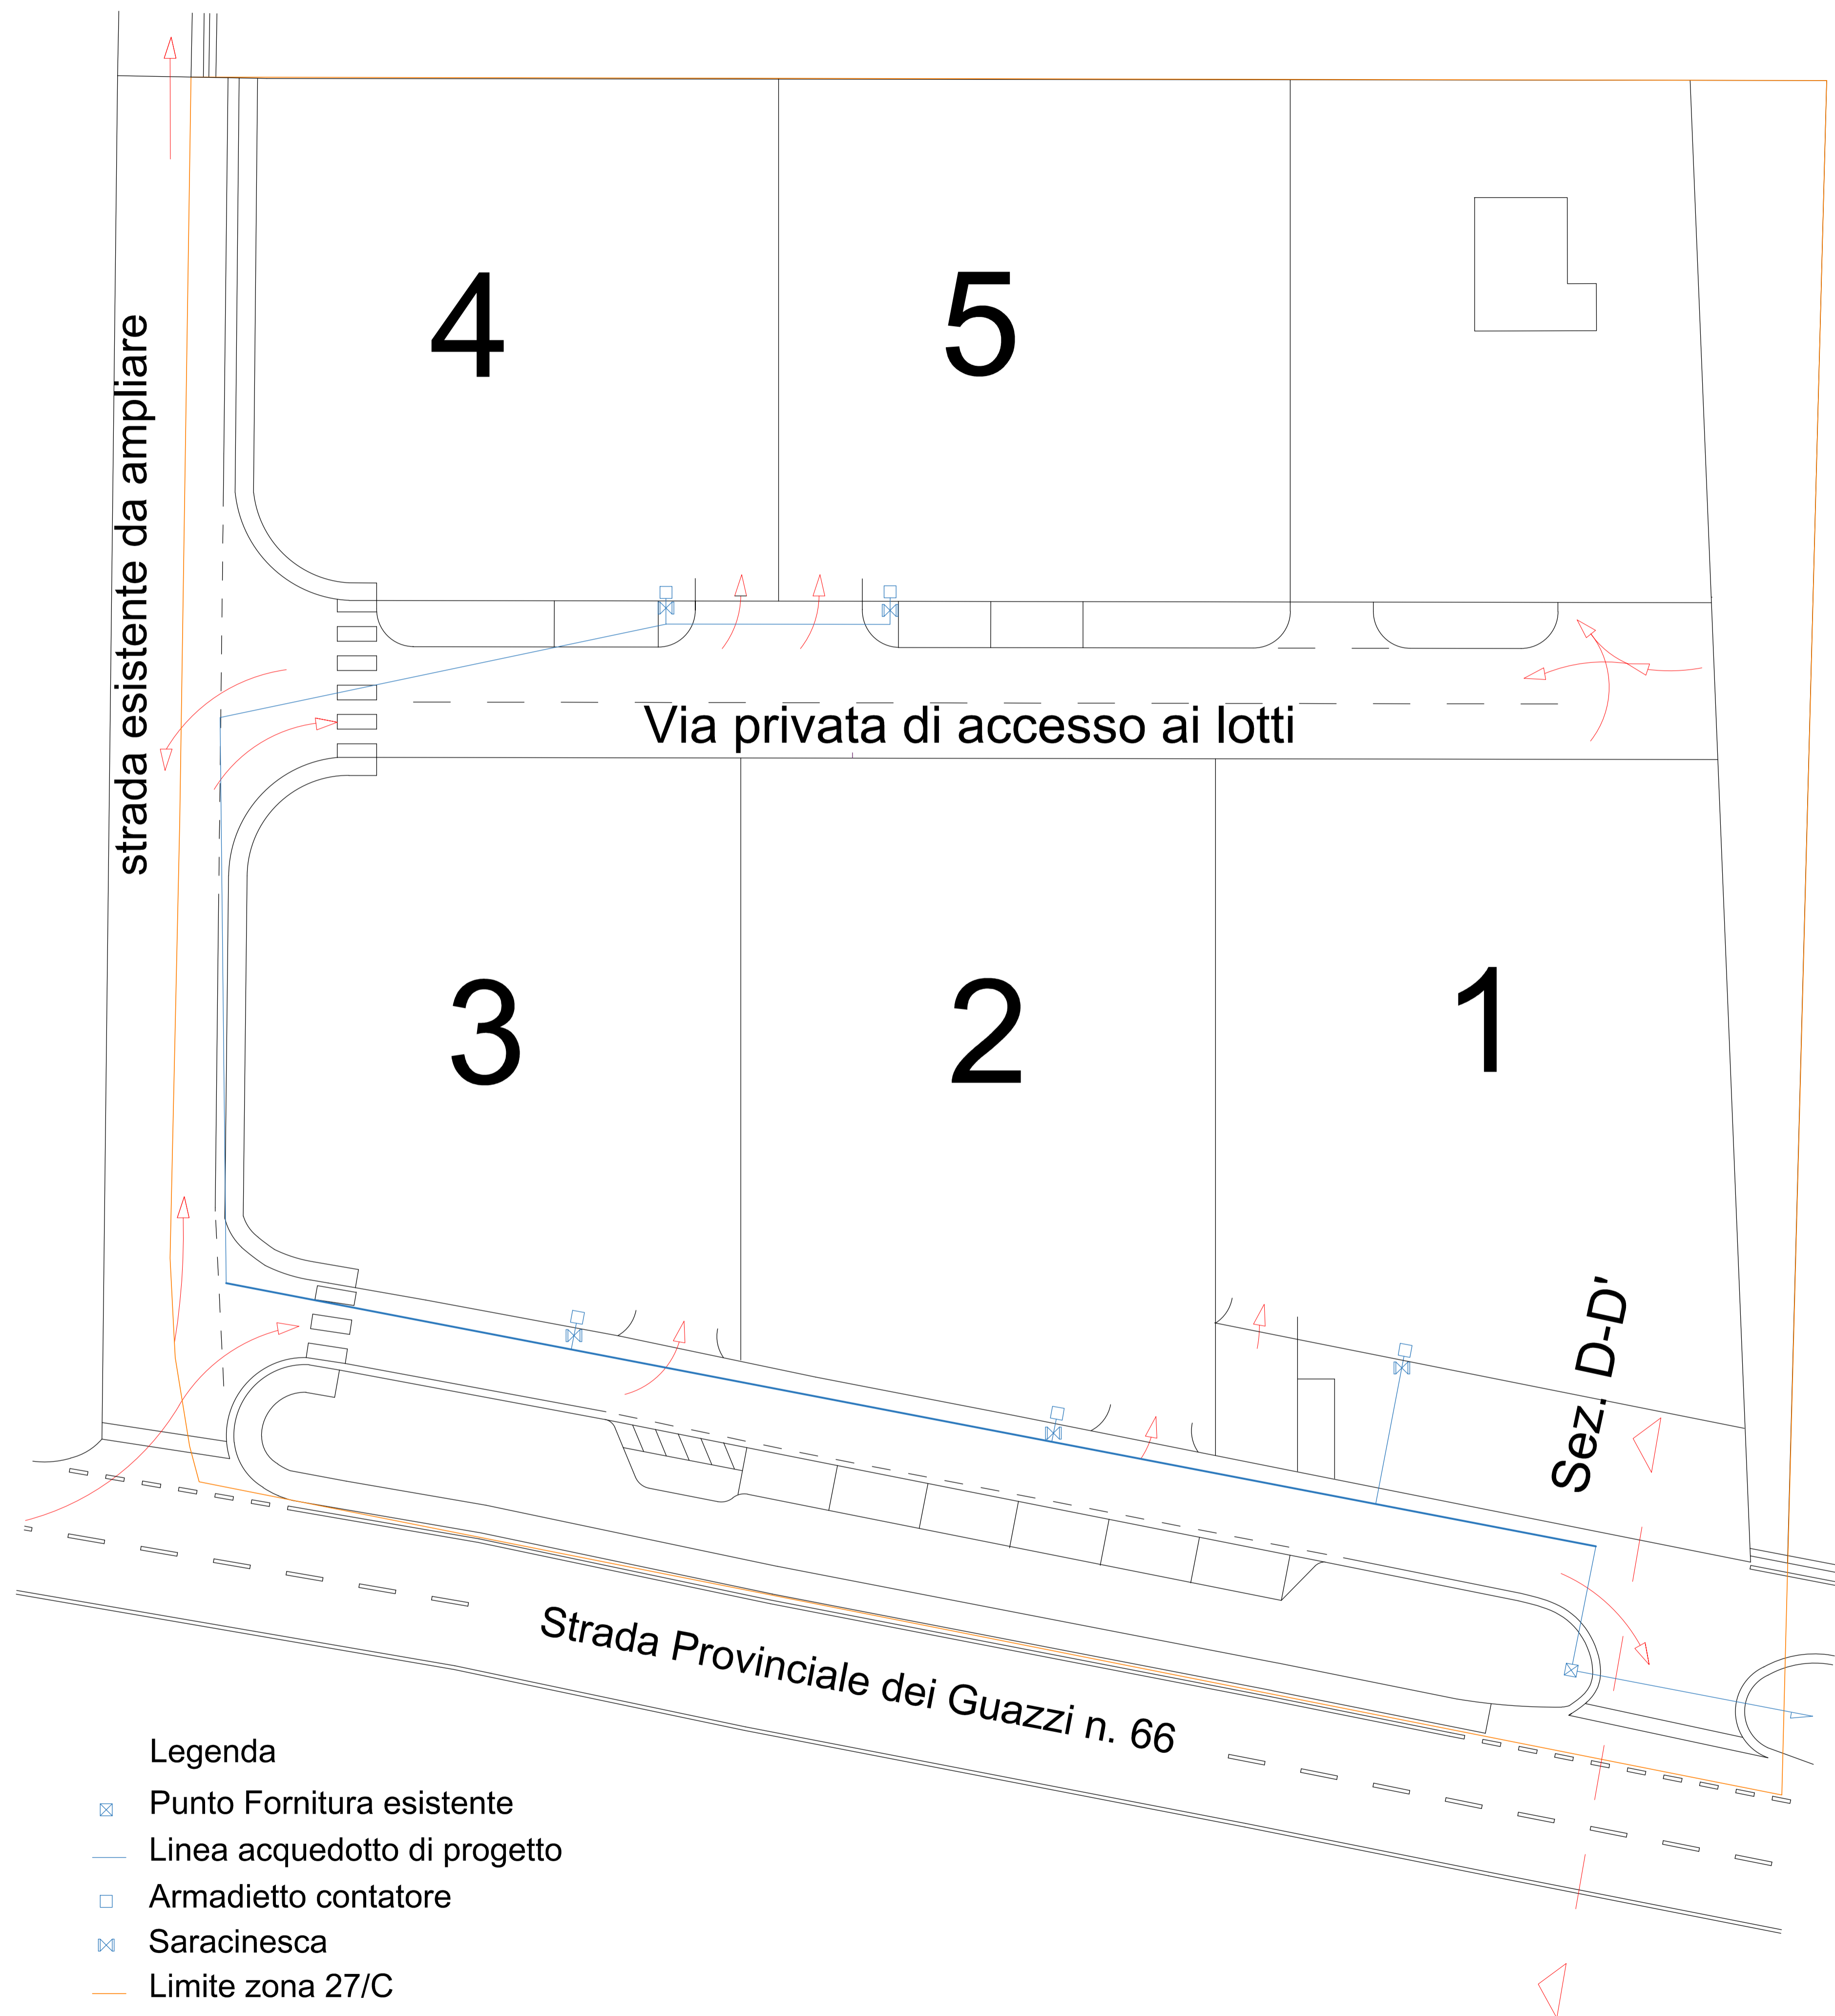 4
5
strada esistente da ampliare
Via privata di accesso ai lotti
3
2
1
Sez. D-D'
Strada Provinciale dei Guazzi n. 66
Legenda
Punto Fornitura esistente
Linea acquedotto di progetto
Armadietto contatore
Saracinesca
Limite zona 27/C